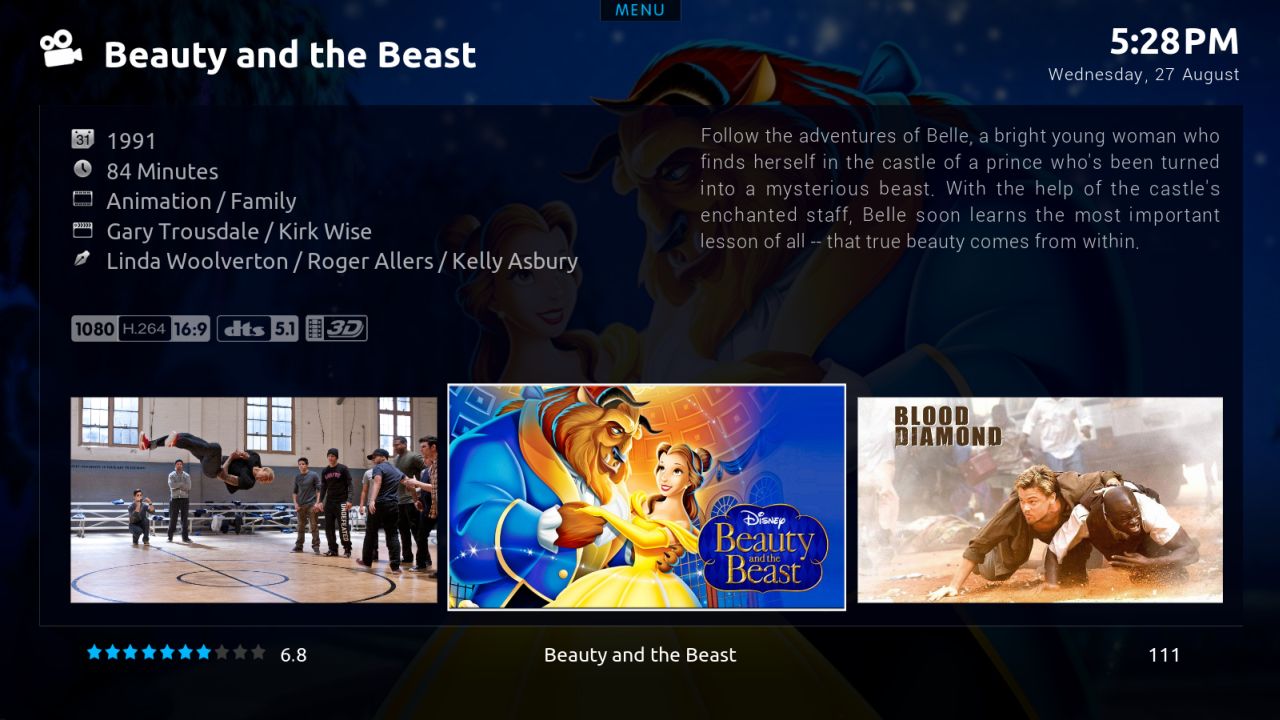 MENU
Beauty and the Beast
5:28PM
Wednesday, 27 August
31
1991
84 Minutes
Animation / Family
Gary Trousdale / Kirk Wise
Linda Woolverton / Roger Allers / Kelly Asbury
Follow the adventures of Belle, a bright young woman who
finds herself in the castle of a prince who's been turned
into a mysterious beast. With the help of the castle's
enchanted staff, Belle soon learns the most important
lesson of all -- that true beauty comes from within.
1080 H.264 16:9 dts 5.1 3D
UNDEFEATED
Disney
Beauty
and the
Beast
BLOOD
DIAMOND
6.8
Beauty and the Beast
111